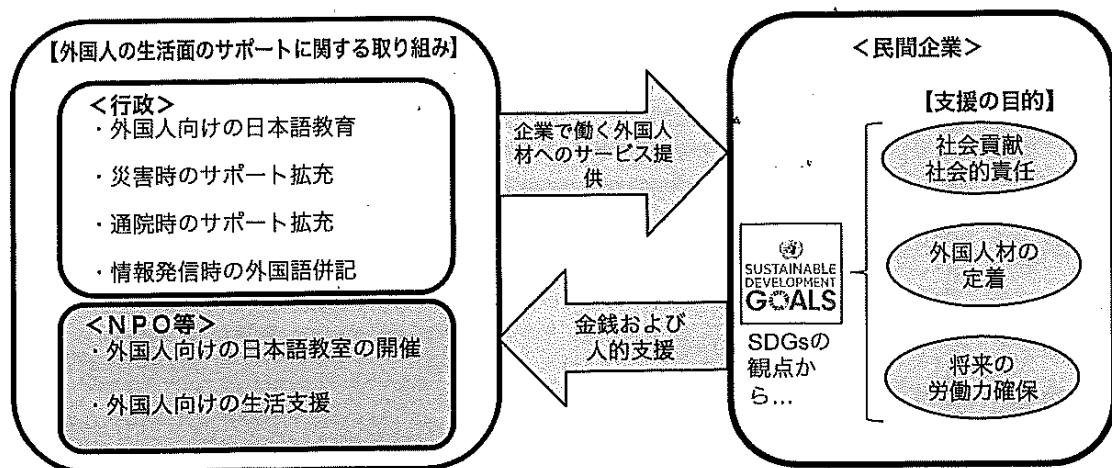 【外国人の生活面のサポートに関する取り組み】
＜行政＞
・外国人向けの日本語教育
・災害時のサポート拡充
・通院時のサポート拡充
・情報発信時の外国語併記
＜ＮＰＯ等＞
・外国人向けの日本語教室の開催
・外国人向けの生活支援
企業で働く外国人
材へのサービス提
供
金銭および
人的支援
＜民間企業＞
【支援の目的】
社会貢献
社会的責任
外国人材の
定着
将来の
労働力確保
SUSTAINABLE
DEVELOPMENT
GOALS
SDGsの
観点か
ら…